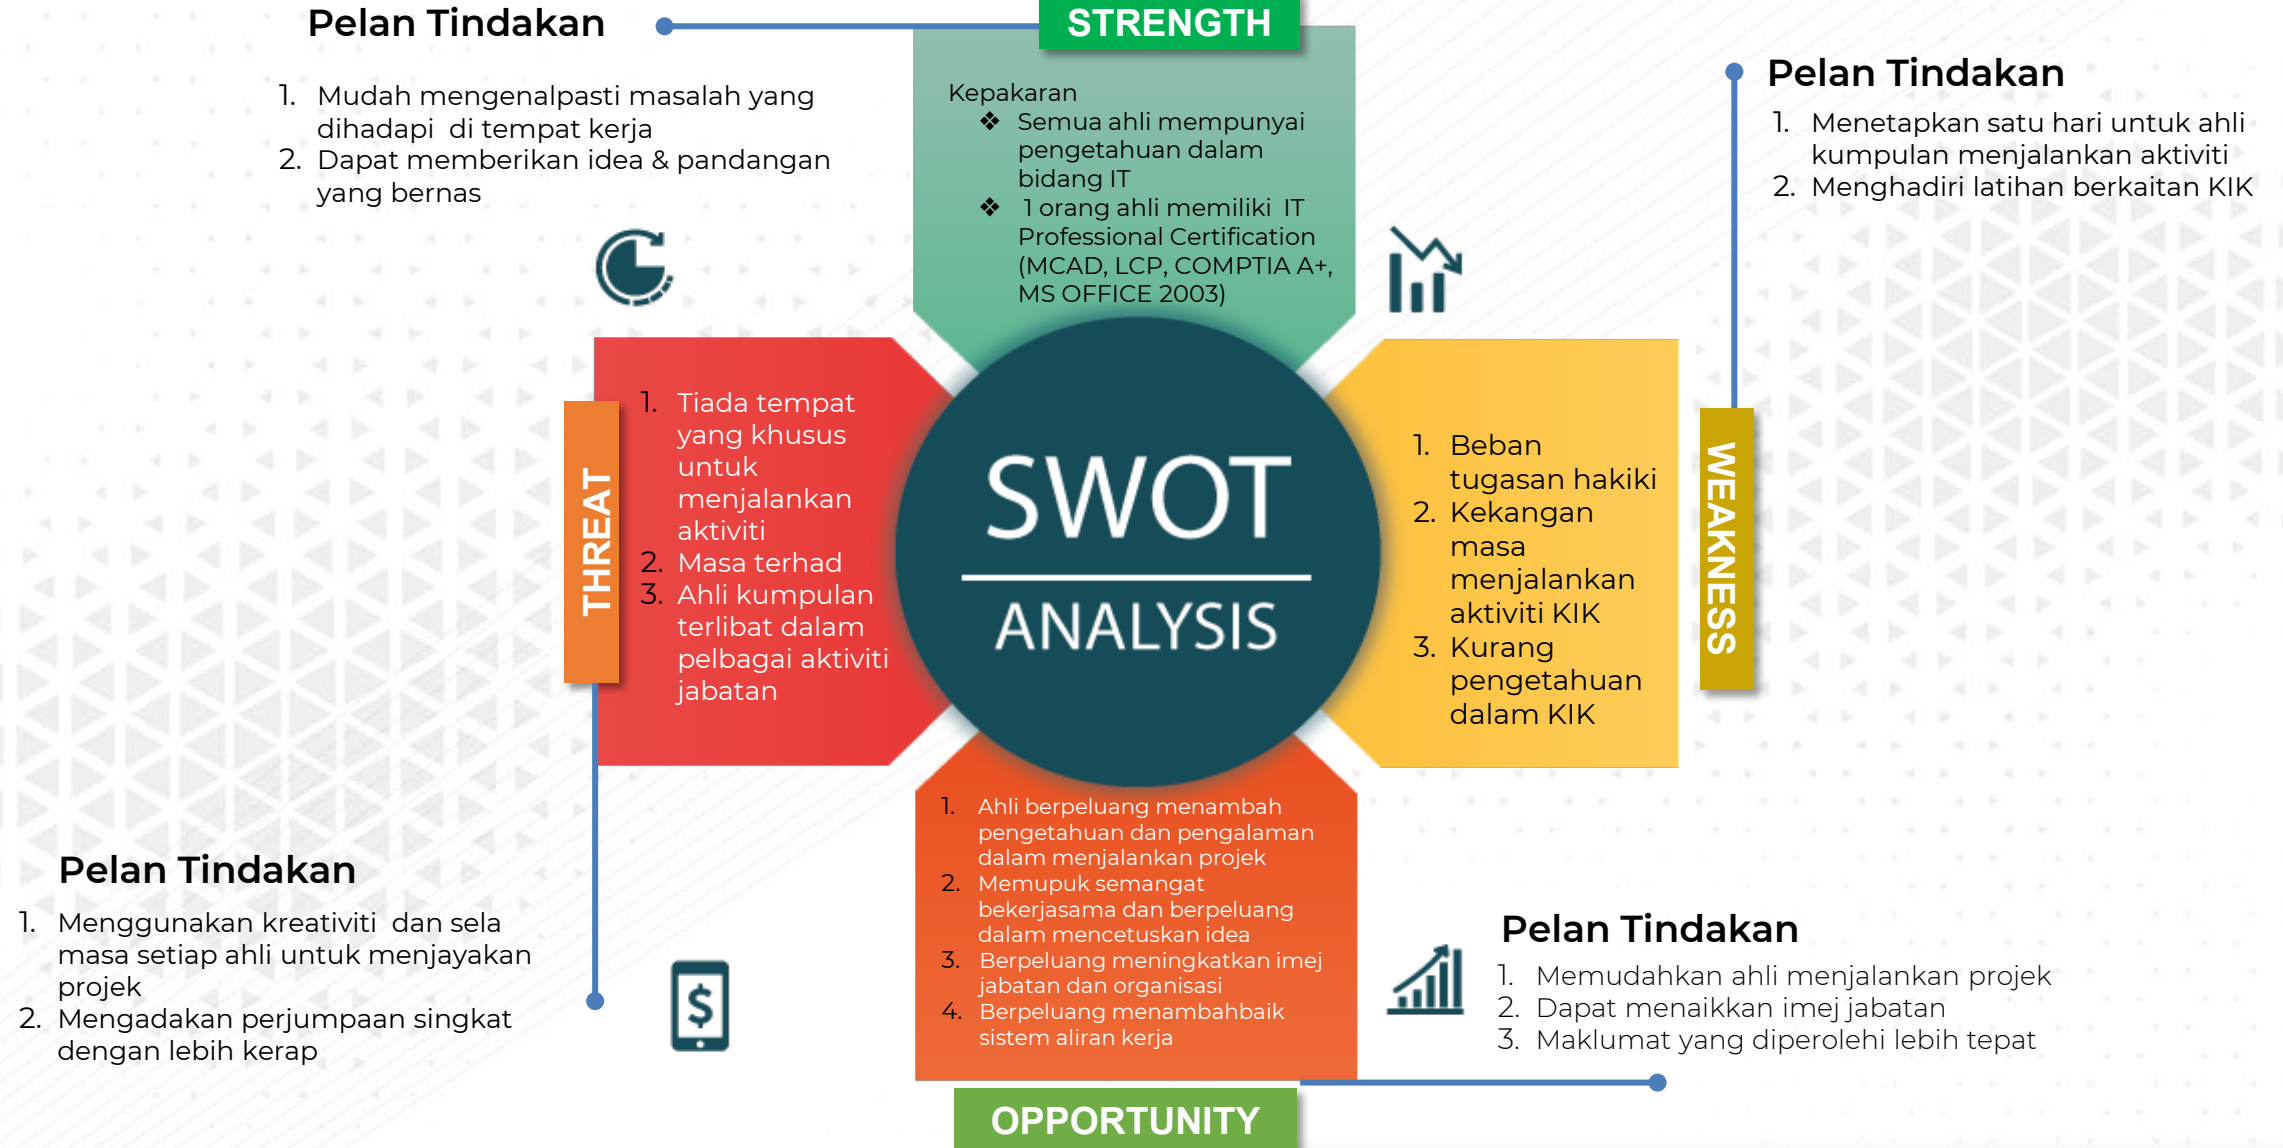 Pelan Tindakan
1. Mudah mengenalpasti masalah yang
dihadapi di tempat kerja
2. Dapat memberikan idea & pandangan
yang bernas
STRENGTH
Kepakaran
❖ Semua ahli mempunyai
pengetahuan dalam
bidang IT
❖ 1 orang ahli memiliki IT
Professional Certification
(MCAD, LCP, COMPTIA A+,
MS OFFICE 2003)
Pelan Tindakan
1. Menetapkan satu hari untuk ahli
kumpulan menjalankan aktiviti
2. Menghadiri latihan berkaitan KIK
THREAT
1. Tiada tempat
yang khusus
untuk
menjalankan
aktiviti
2. Masa terhad
3. Ahli kumpulan
terlibat dalam
pelbagai aktiviti
jabatan
SWOT
ANALYSIS
1. Beban
tugasan hakiki
2. Kekangan
masa
menjalankan
aktiviti KIK
3. Kurang
pengetahuan
dalam KIK
WEAKNESS
Pelan Tindakan
1. Menggunakan kreativiti dan sela
masa setiap ahli untuk menjayakan
projek
2. Mengadakan perjumpaan singkat
dengan lebih kerap
$
1. Ahli berpeluang menambah
pengetahuan dan pengalaman
dalam menjalankan projek
2. Memupuk semangat
bekerjasama dan berpeluang
dalam mencetuskan idea
3. Berpeluang meningkatkan imej
jabatan dan organisasi
4. Berpeluang menambahbaik
sistem aliran kerja
OPPORTUNITY
Pelan Tindakan
1. Memudahkan ahli menjalankan projek
2. Dapat menaikkan imej jabatan
3. Maklumat yang diperolehi lebih tepat